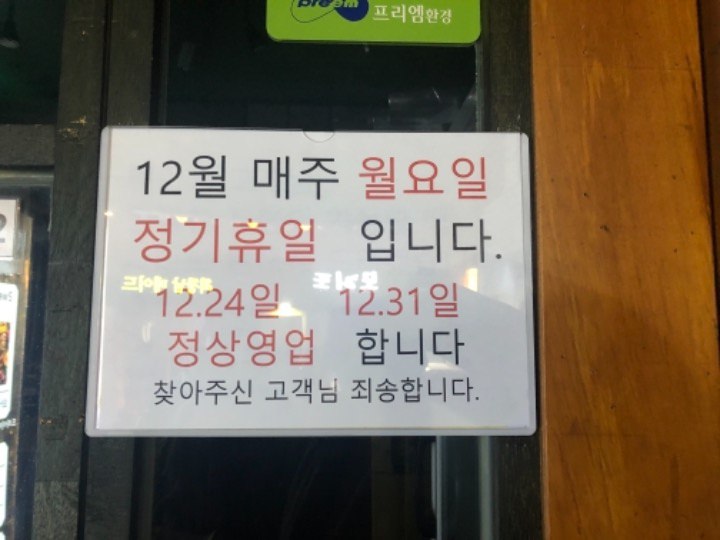 preem 프리엠환경
12월 매주 월요일
정기휴일 입니다.
12.24일 12.31일
정상영업 합니다
찾아주신 고객님 죄송합니다.